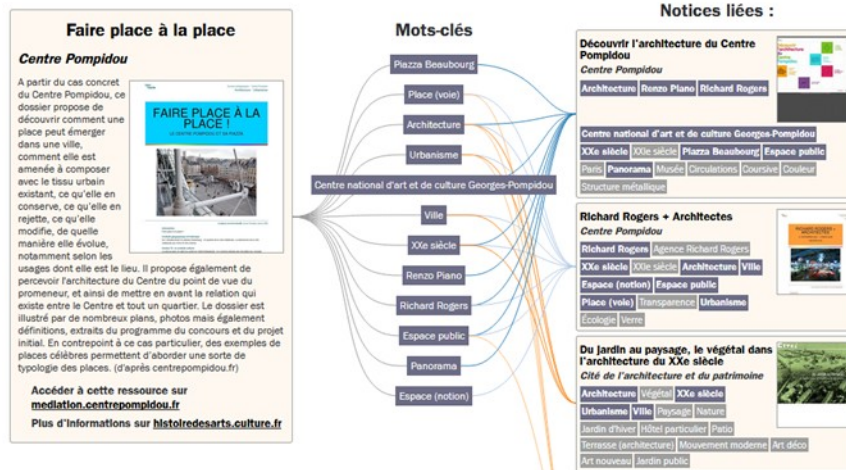 Faire place à la place
Centre Pompidou
A partir du cas concret
du Centre Pompidou, ce
dossier propose de
découvrir comment une
place peut émerger
dans une ville,
comment elle est
amenée à composer
avec le tissu urbain
existant, ce qu'elle en
conserve, ce qu'elle en
rejette, ce qu'elle
modifie, de quelle
manière elle évolue,
notamment selon les
usages dont elle est le lieu. Il propose également de
percevoir l'architecture du Centre du point de vue du
promeneur, et ainsi de mettre en avant la relation qui
existe entre le Centre et tout un quartier. Le dossier est
illustré par de nombreux plans, photos mais également
définitions, extraits du programme du concours et du projet
initial. En contrepoint à ce cas particulier, des exemples de
places célèbres permettent d'aborder une sorte de
typologie des places. (d'après centrepompidou.fr)
FAIRE PLACE À LA
PLACE !
LE CENTRE POMPIDOU ET SA PIAZZA
Accéder à cette ressource sur
mediation.centrepompidou.fr
Plus d'informations sur histoiredesarts.culture.fr
Mots-clés
Piazza Beaubourg
Place (voie)
Architecture
Urbanisme
Centre national d'art et de culture Georges-Pompidou
Ville
XXe siècle
Renzo Piano
Richard Rogers
Espace public
Panorama
Espace (notion)
Notices liées :
Découvrir l'architecture du Centre
Pompidou
Centre Pompidou
Architecture Renzo Piano Richard Rogers
Centre national d'art et de culture Georges-Pompidou
XXe siècle XXIe siècle Piazza Beaubourg Espace public
Paris Panorama Musée Circulations Coursive Couleur
Structure métallique
Richard Rogers + Architectes
Centre Pompidou
Richard Rogers Agence Richard Rogers
XXe siècle XXIe siècle Architecture Ville
Espace (notion) Espace public
Place (voie) Transparence Urbanisme
Écologie Verre
RICHARD ROGERS +
ARCHITECTES
Du jardin au paysage, le végétal dans
l'architecture du XXe siècle
Cité de l'architecture et du patrimoine
Architecture Végétal XXe siècle
Urbanisme Ville Paysage Nature
Jardin d'hiver Hôtel particulier Patio
Terrasse (architecture) Mouvement moderne Art déco
Art nouveau Jardin public